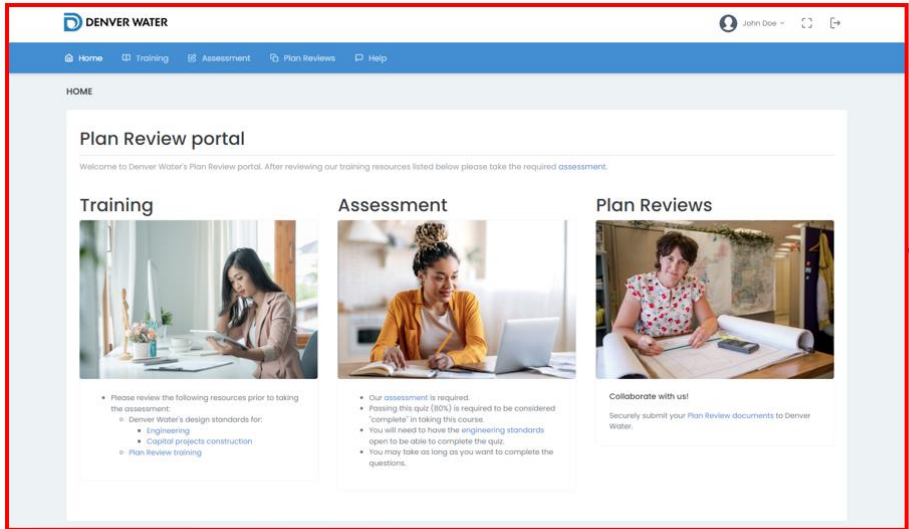 DENVER WATER
John Doe
Home Training Assessment Plan Reviews Help
HOME
Plan Review portal
Welcome to Denver Water's Plan Review portal. After reviewing our training resources listed below please take the required assessment.
Training
Assessment
Plan Reviews
• Please review the following resources prior to taking
the assessment:
○ Denver Water's design standards for:
▪ Engineering
▪ Capital projects construction
○ Plan Review training
• Our assessment is required.
• Passing this quiz (80%) is required to be considered
"complete" in taking this course.
• You will need to have the engineering standards
open to be able to complete the quiz.
• You may take as long as you want to complete the
questions.
Collaborate with us!
Securely submit your Plan Review documents to Denver
Water.